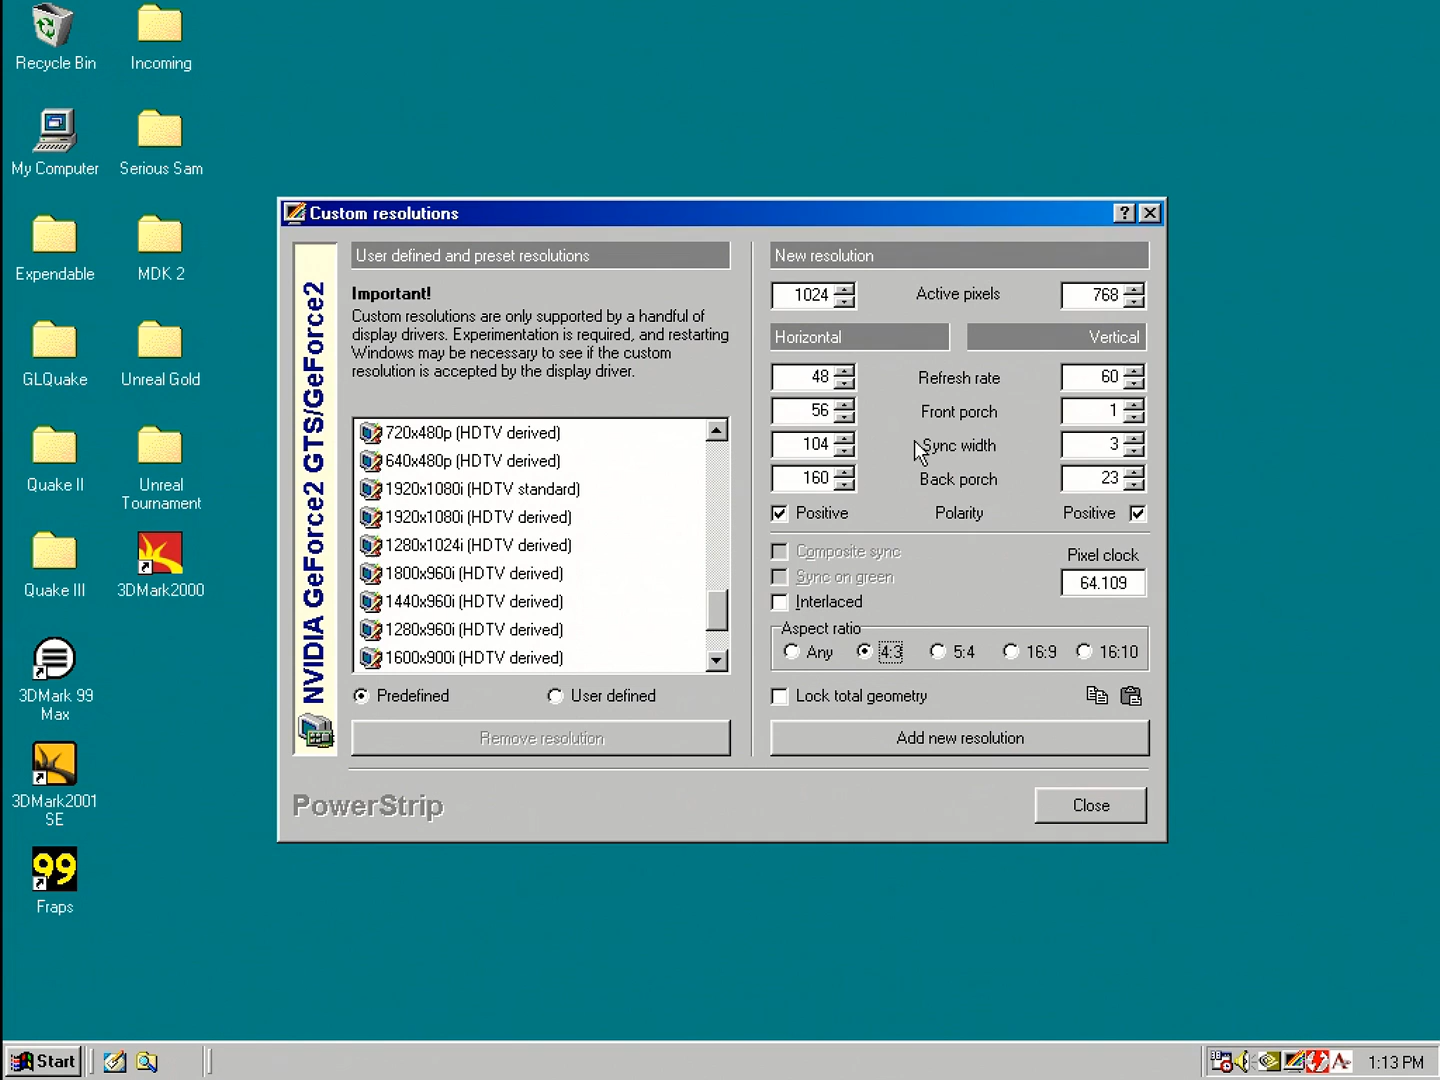 Recycle Bin
Incoming
My Computer
Serious Sam
Expendable
MDK 2
GLQuake
Unreal Gold
Quake II
Unreal
Tournament
Quake III
3DMark2000
3DMark 99
Max
3DMark2001
SE
99
Fraps
Custom resolutions
NVIDIA GeForce2 GTS/GeForce2
User defined and preset resolutions
Important!
Custom resolutions are only supported by a handful of
display drivers. Experimentation is required, and restarting
Windows may be necessary to see if the custom
resolution is accepted by the display driver.
720x480p (HDTV derived)
640x480p (HDTV derived)
1920x1080i (HDTV standard)
1920x1080i (HDTV derived)
1280x1024i (HDTV derived)
1800x960i (HDTV derived)
1440x960i (HDTV derived)
1280x960i (HDTV derived)
1600x900i (HDTV derived)
Predefined
User defined
Remove resolution
New resolution
1024 Active pixels 768
Horizontal
Vertical
48 Refresh rate 60
56 Front porch 1
104 Sync width 3
160 Back porch 23
Positive Polarity Positive
Composite sync
Sync on green
Interlaced
Pixel clock
64.109
Aspect ratio
Any 4:3 5:4 16:9 16:10
Lock total geometry
Add new resolution
PowerStrip
Close
Start
1:13 PM